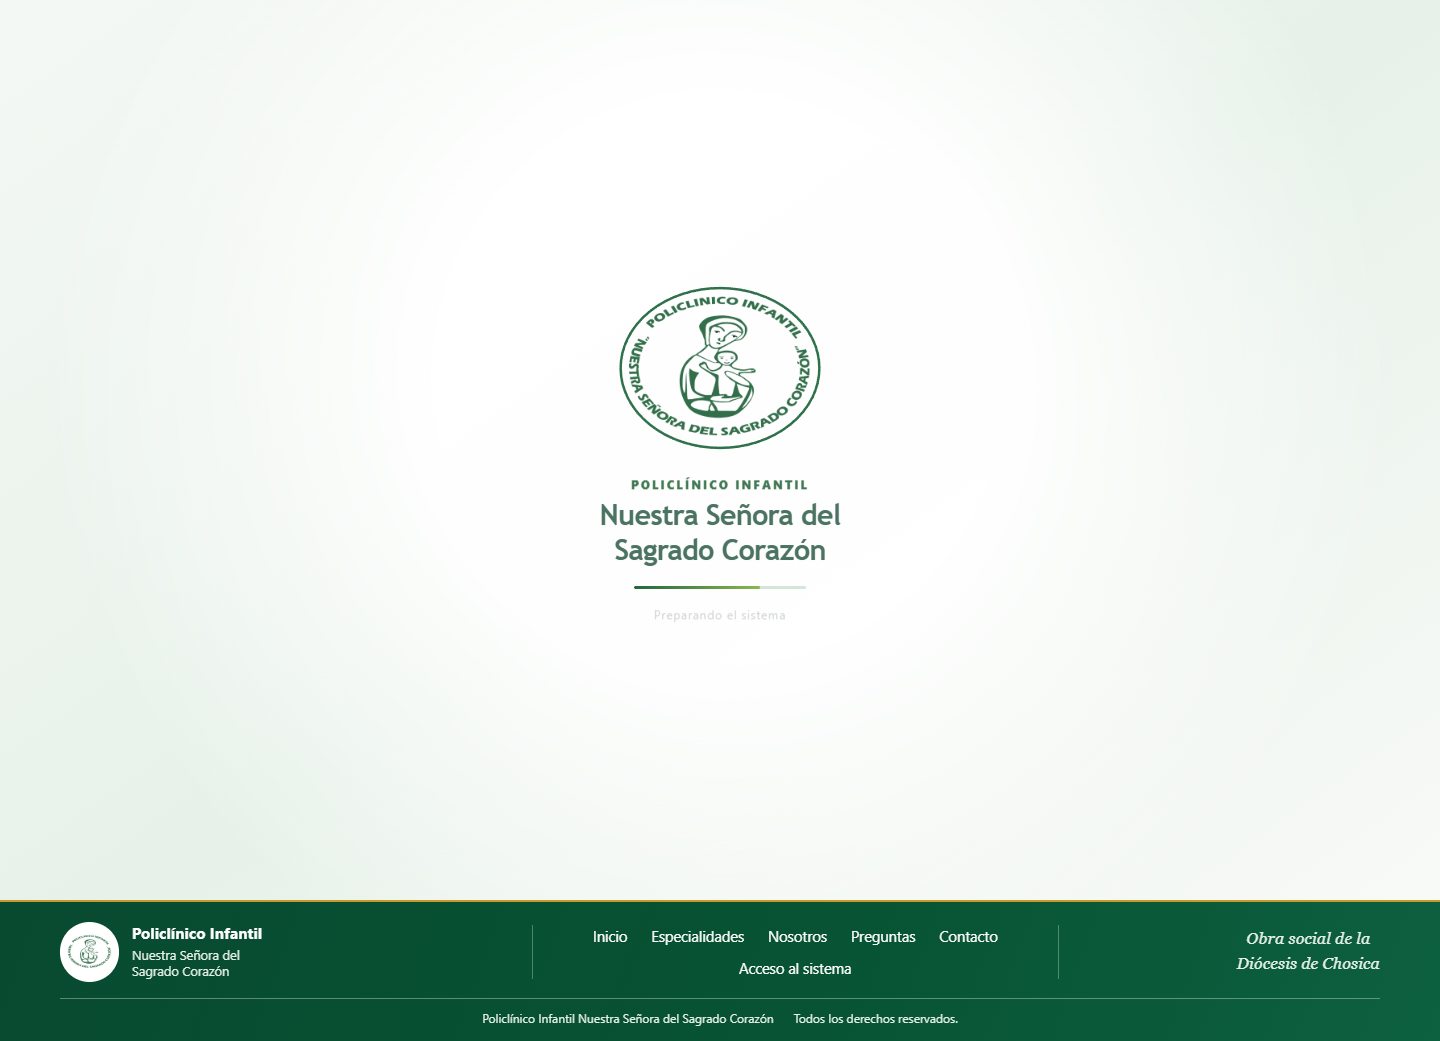 POLICLINICO INFANTIL
"NUESTRA SEÑORA DEL SAGRADO CORAZÓN"
POLICLÍNICO INFANTIL
Nuestra Señora del
Sagrado Corazón
Preparando el sistema
Policlínico Infantil
Nuestra Señora del
Sagrado Corazón
Inicio Especialidades Nosotros Preguntas Contacto
Acceso al sistema
Obra social de la
Diócesis de Chosica
Policlínico Infantil Nuestra Señora del Sagrado Corazón Todos los derechos reservados.